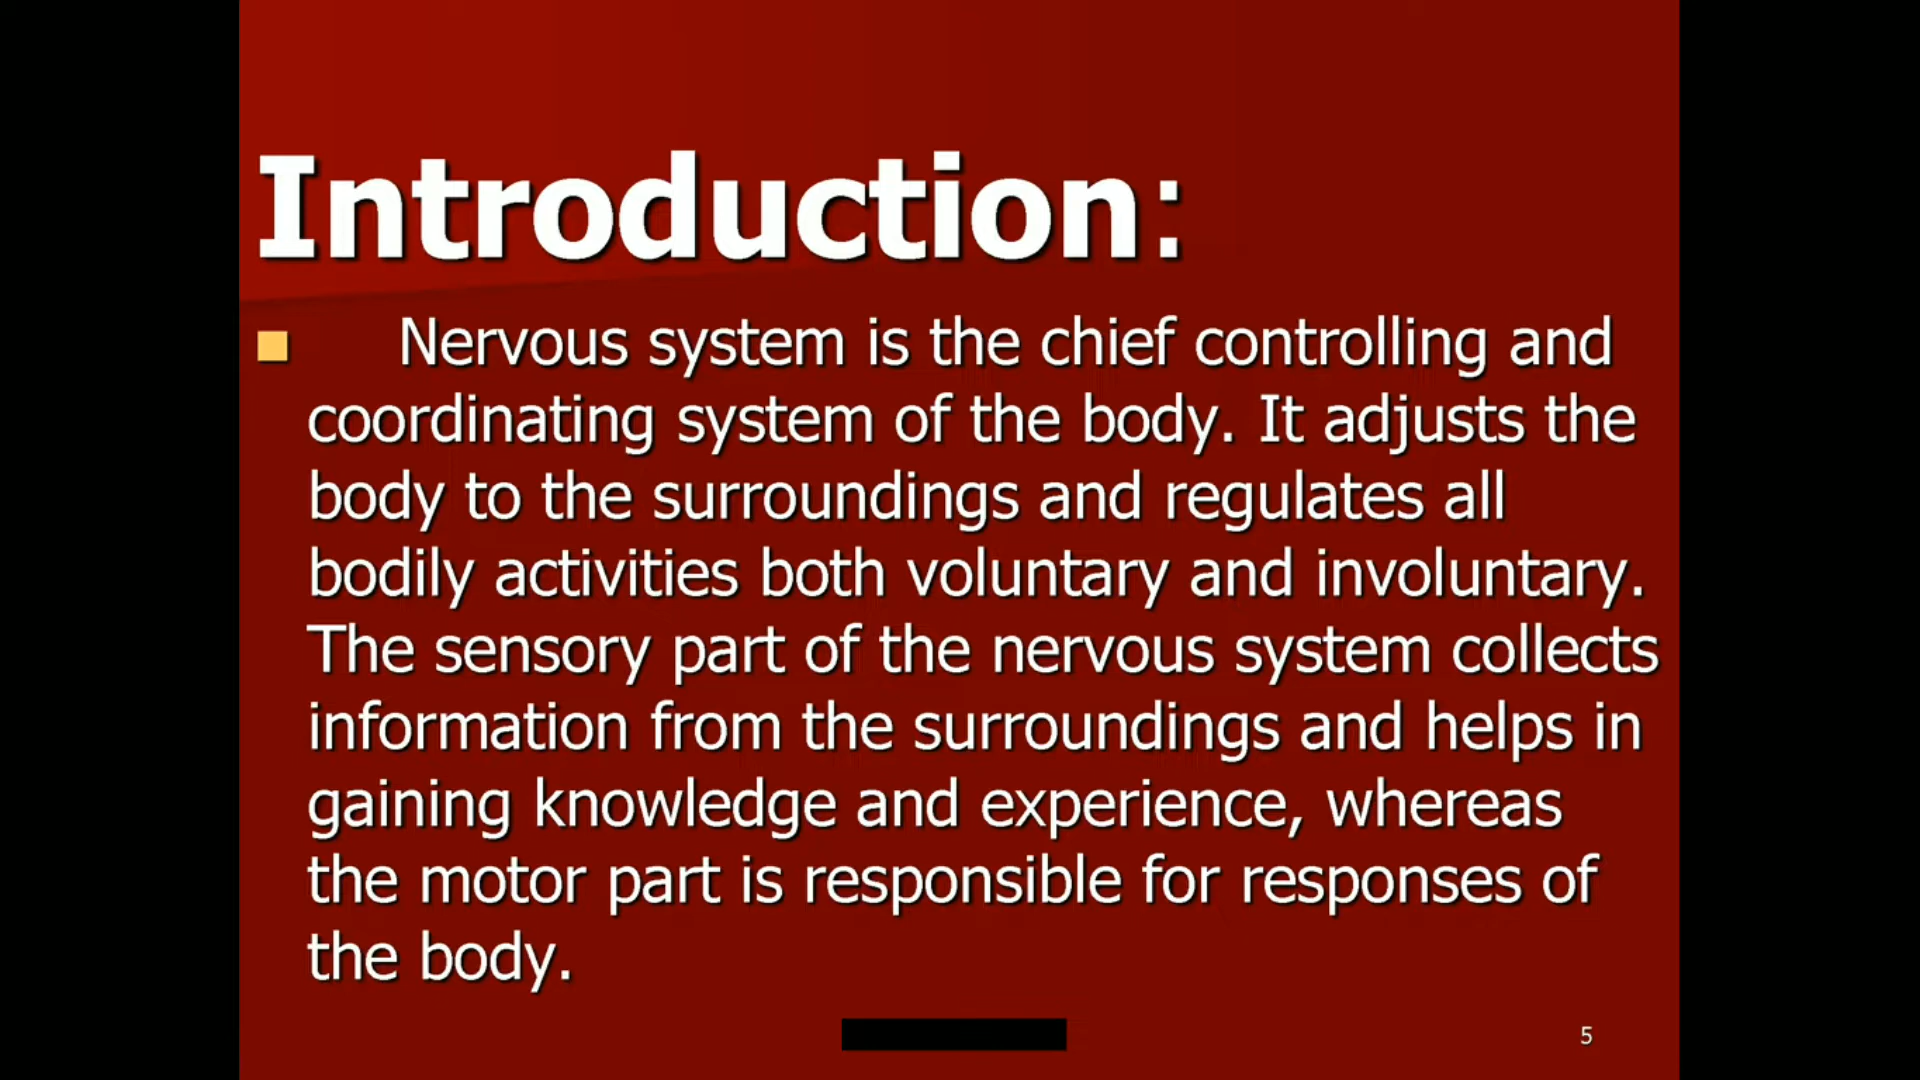 Introduction:
Nervous system is the chief controlling and
coordinating system of the body. It adjusts the
body to the surroundings and regulates all
bodily activities both voluntary and involuntary.
The sensory part of the nervous system collects
information from the surroundings and helps in
gaining knowledge and experience, whereas
the motor part is responsible for responses of
the body.
5